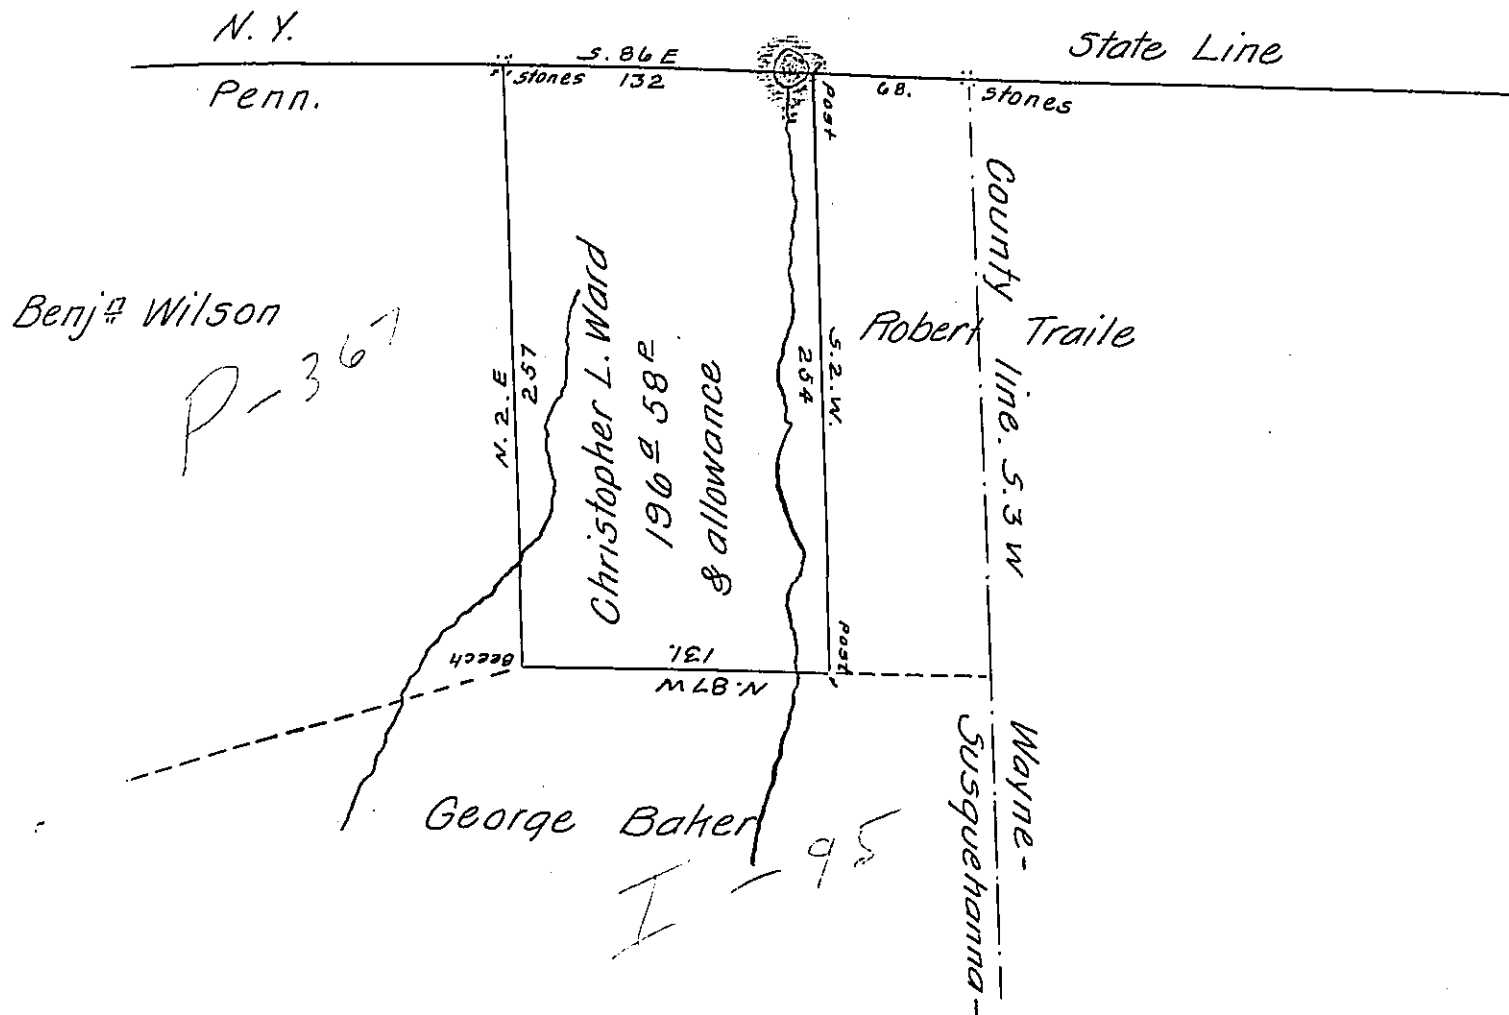 N. Y.
State Line
S. 86 E
stones 132
68.
stones
Penn.
Post
County line. S. 3 W
Benjn Wilson
P-367
Robert Traile
N. 2. E
257
Christopher L. Ward
196 a 58 P
& allowance
254
S. 2. W.
Beech
131.
N. 87 W
Post
George Baker
I - 95
Wayne-
Susquehanna-